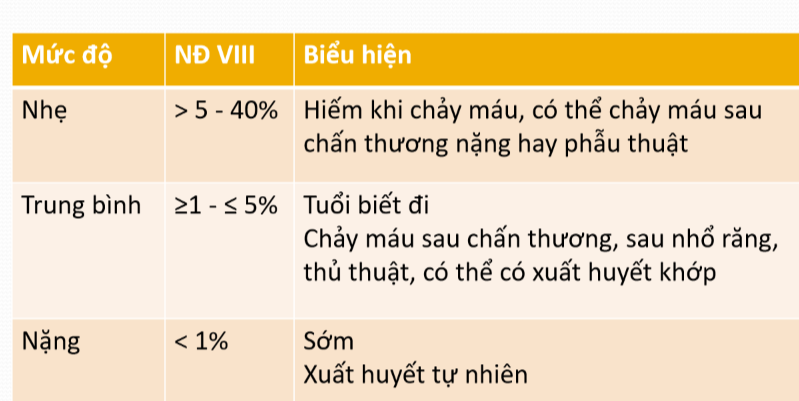 Mức độ NĐ VIII Biểu hiện
Nhẹ > 5 - 40% Hiếm khi chảy máu, có thể chảy máu sau
chấn thương nặng hay phẫu thuật
Trung bình ≥1 - ≤ 5% Tuổi biết đi
Chảy máu sau chấn thương, sau nhổ răng,
thủ thuật, có thể có xuất huyết khớp
Nặng < 1% Sớm
Xuất huyết tự nhiên